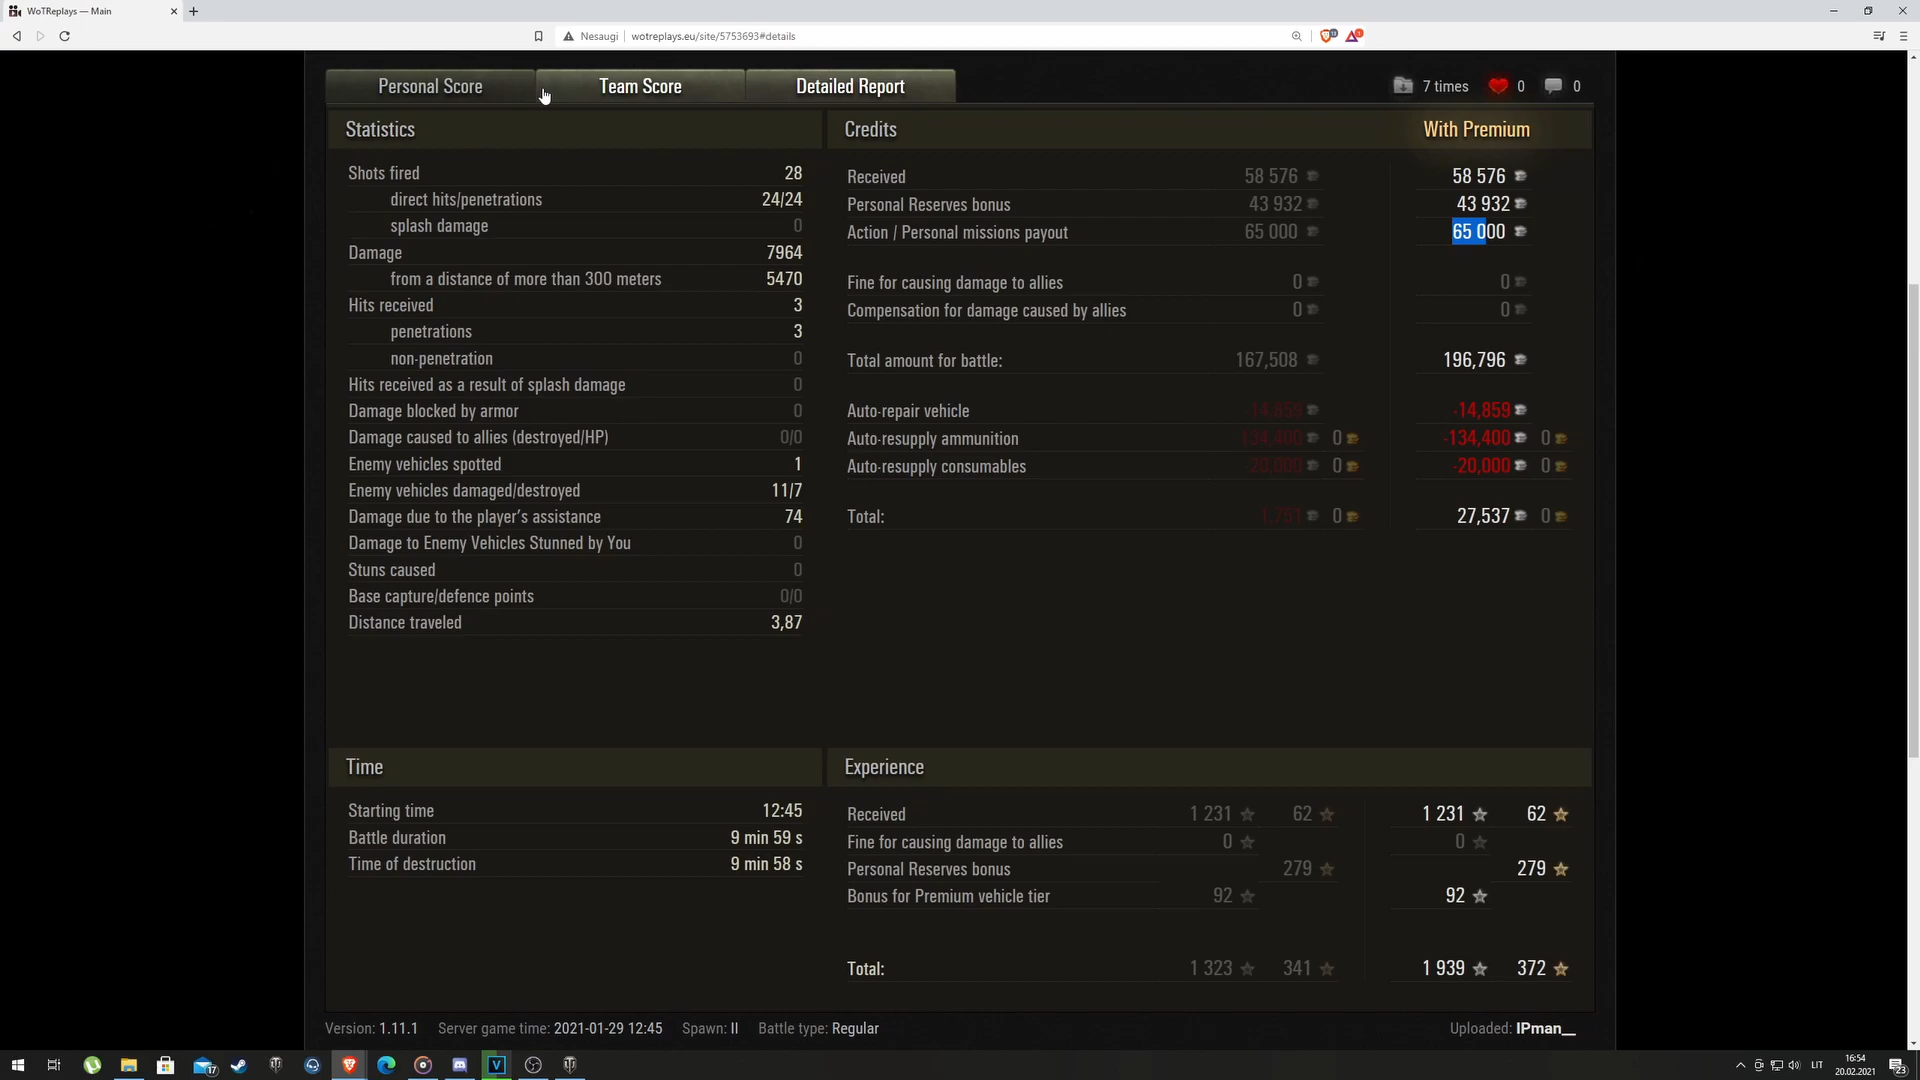 WoTReplays — Main
Nesaugi
wotreplays.eu/site/5753693#details
Personal Score
Team Score
Detailed Report
7 times
0
0
Statistics
Shots fired 28
direct hits/penetrations 24/24
splash damage 0
Damage 7964
from a distance of more than 300 meters 5470
Hits received 3
penetrations 3
non-penetration 0
Hits received as a result of splash damage 0
Damage blocked by armor 0
Damage caused to allies (destroyed/HP) 0/0
Enemy vehicles spotted 1
Enemy vehicles damaged/destroyed 11/7
Damage due to the player's assistance 74
Damage to Enemy Vehicles Stunned by You 0
Stuns caused 0
Base capture/defence points 0/0
Distance traveled 3,87
Credits With Premium
Received 58 576 58 576
Personal Reserves bonus 43 932 43 932
Action / Personal missions payout 65 000 65 000
Fine for causing damage to allies 0 0
Compensation for damage caused by allies 0 0
Total amount for battle: 167,508 196,796
Auto-repair vehicle -14,859 -14,859
Auto-resupply ammunition -134,400 0 -134,400 0
Auto-resupply consumables -20,000 0 -20,000 0
Total: -1,751 0 27,537 0
Time
Starting time 12:45
Battle duration 9 min 59 s
Time of destruction 9 min 58 s
Experience
Received 1 231 62 1 231 62
Fine for causing damage to allies 0 0
Personal Reserves bonus 279 279
Bonus for Premium vehicle tier 92 92
Total: 1 323 341 1 939 372
Version: 1.11.1 Server game time: 2021-01-29 12:45 Spawn: II Battle type: Regular
Uploaded: IPman__
17
V
LIT
16:54
20.02.2021
23